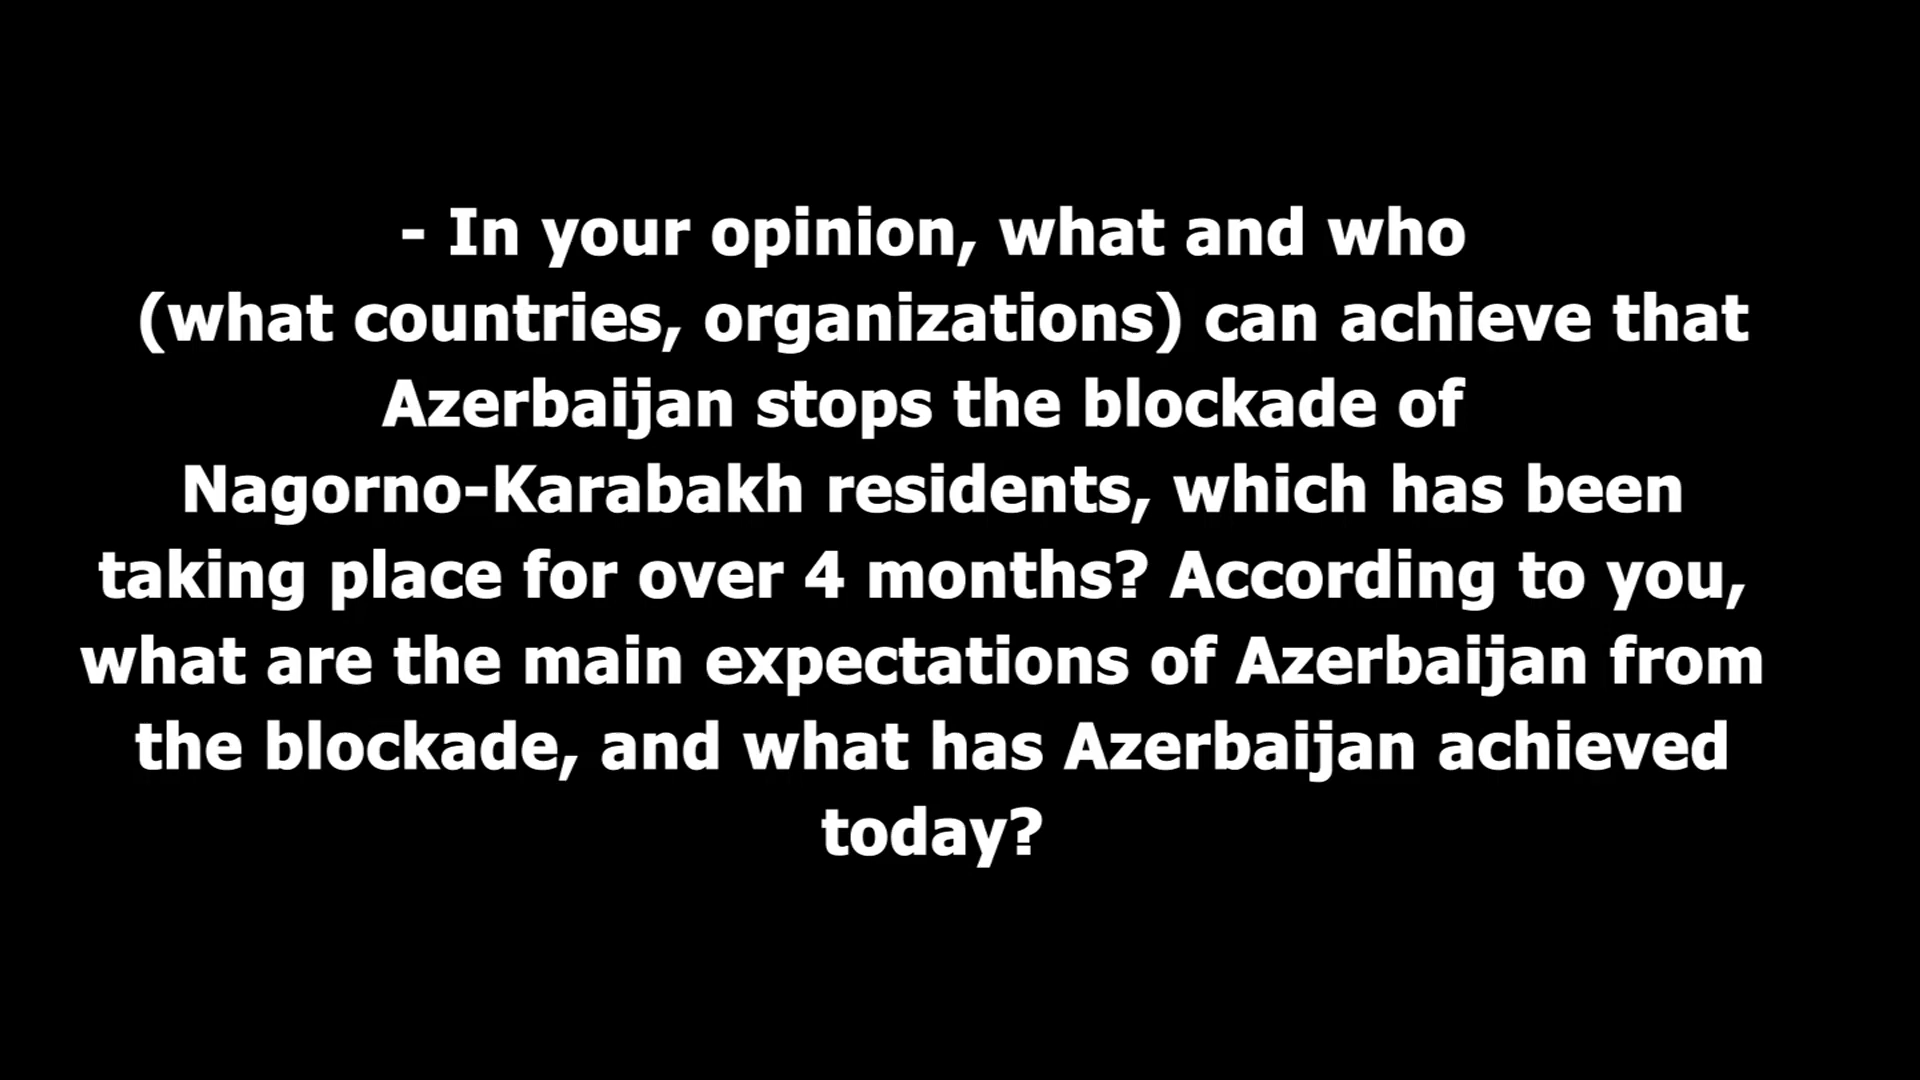 - In your opinion, what and who
(what countries, organizations) can achieve that
Azerbaijan stops the blockade of
Nagorno-Karabakh residents, which has been
taking place for over 4 months? According to you,
what are the main expectations of Azerbaijan from
the blockade, and what has Azerbaijan achieved
today?